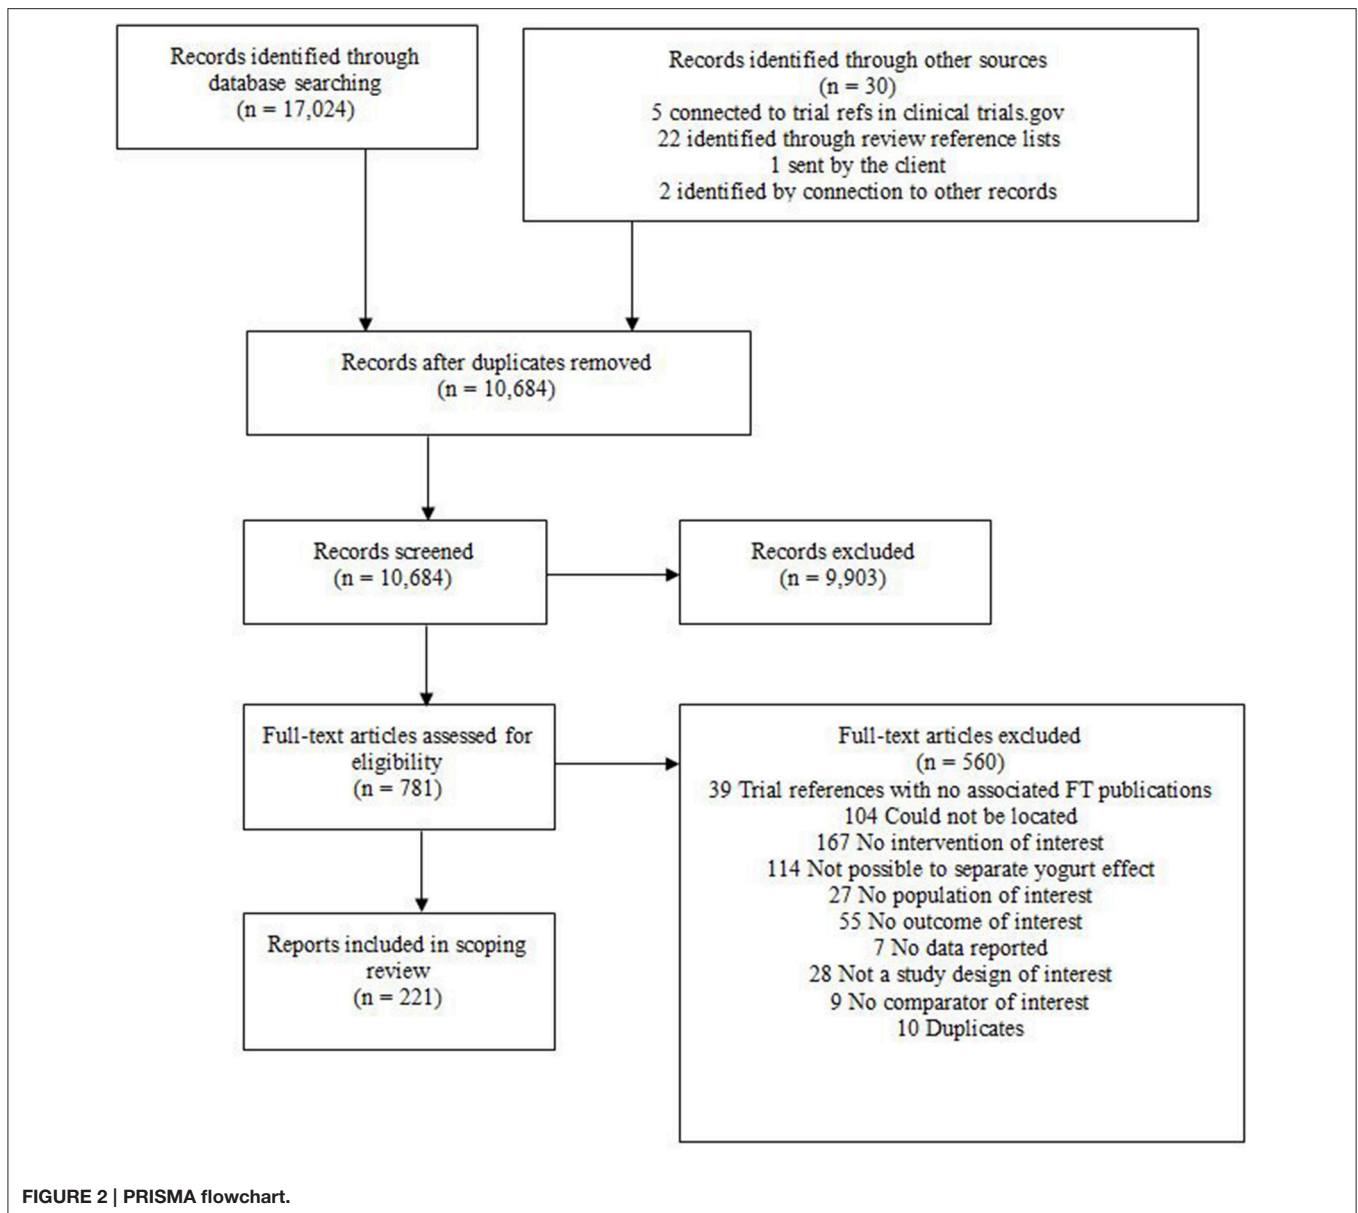 Records identified through
database searching
(n = 17,024)
Records identified through other sources
(n = 30)
5 connected to trial refs in clinical trials.gov
22 identified through review reference lists
1 sent by the client
2 identified by connection to other records
Records after duplicates removed
(n = 10,684)
Records screened
(n = 10,684)
Records excluded
(n = 9,903)
Full-text articles assessed for
eligibility
(n = 781)
Full-text articles excluded
(n = 560)
39 Trial references with no associated FT publications
104 Could not be located
167 No intervention of interest
114 Not possible to separate yogurt effect
27 No population of interest
55 No outcome of interest
7 No data reported
28 Not a study design of interest
9 No comparator of interest
10 Duplicates
Reports included in scoping
review
(n = 221)
FIGURE 2 | PRISMA flowchart.